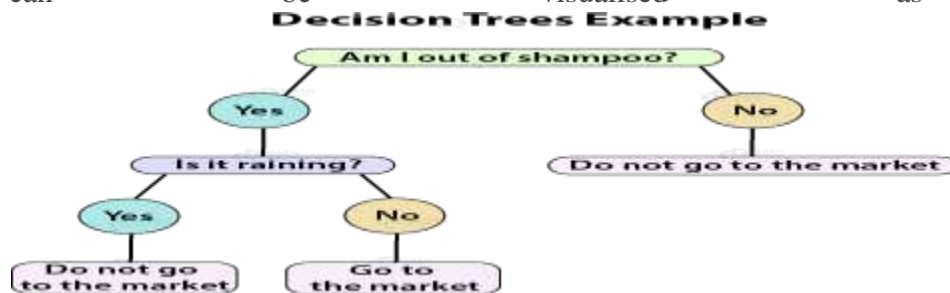 can be visualised as
Decision Trees Example
Am I out of shampoo?
Yes
No
Is it raining?
Do not go to the market
Yes
No
Do not go
to the market
Go to
the market